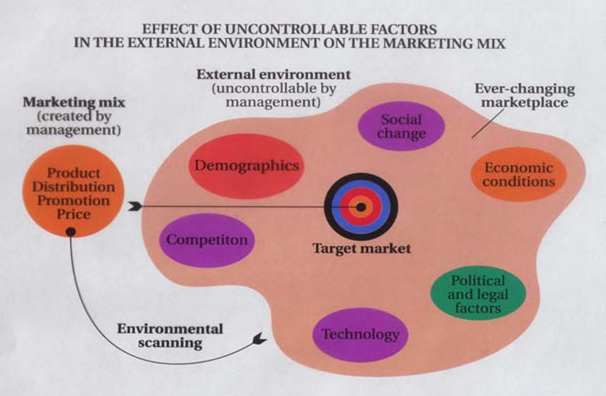 EFFECT OF UNCONTROLLABLE FACTORS
IN THE EXTERNAL ENVIRONMENT ON THE MARKETING MIX
External environment
(uncontrollable by
management)
Ever-changing
marketplace
Marketing mix
(created by
management)
Social
change
Demographics
Economic
conditions
Product
Distribution
Promotion
Price
Competiton
Target market
Political
and legal
factors
Environmental
scanning
Technology